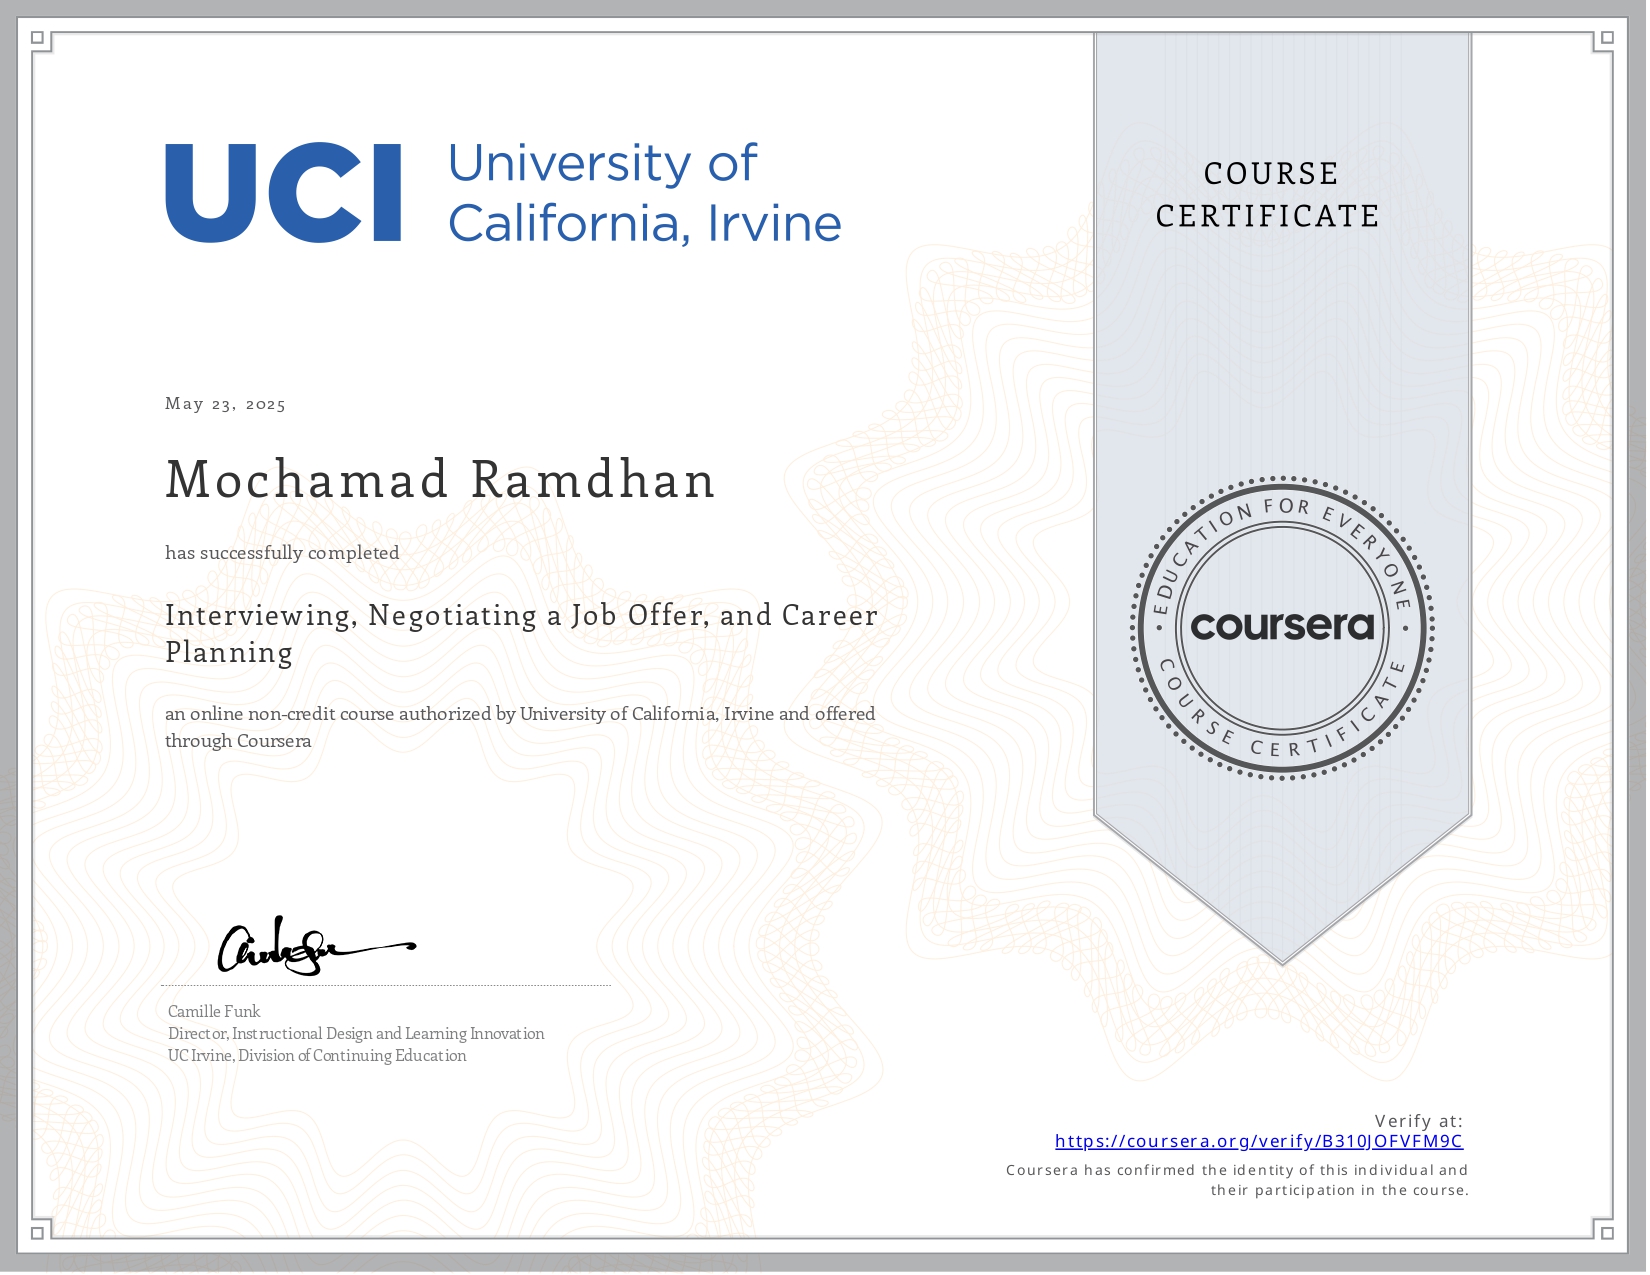 UCI University of
California, Irvine
COURSE
CERTIFICATE
May 23, 2025
Mochamad Ramdhan
has successfully completed
Interviewing, Negotiating a Job Offer, and Career
Planning
an online non-credit course authorized by University of California, Irvine and offered
through Coursera
EDUCATION FOR EVERYONE
coursera
COURSE CERTIFICATE
Camille Funk
Director, Instructional Design and Learning Innovation
UC Irvine, Division of Continuing Education
Verify at:
https://coursera.org/verify/B310JOFVFM9C
Coursera has confirmed the identity of this individual and
their participation in the course.